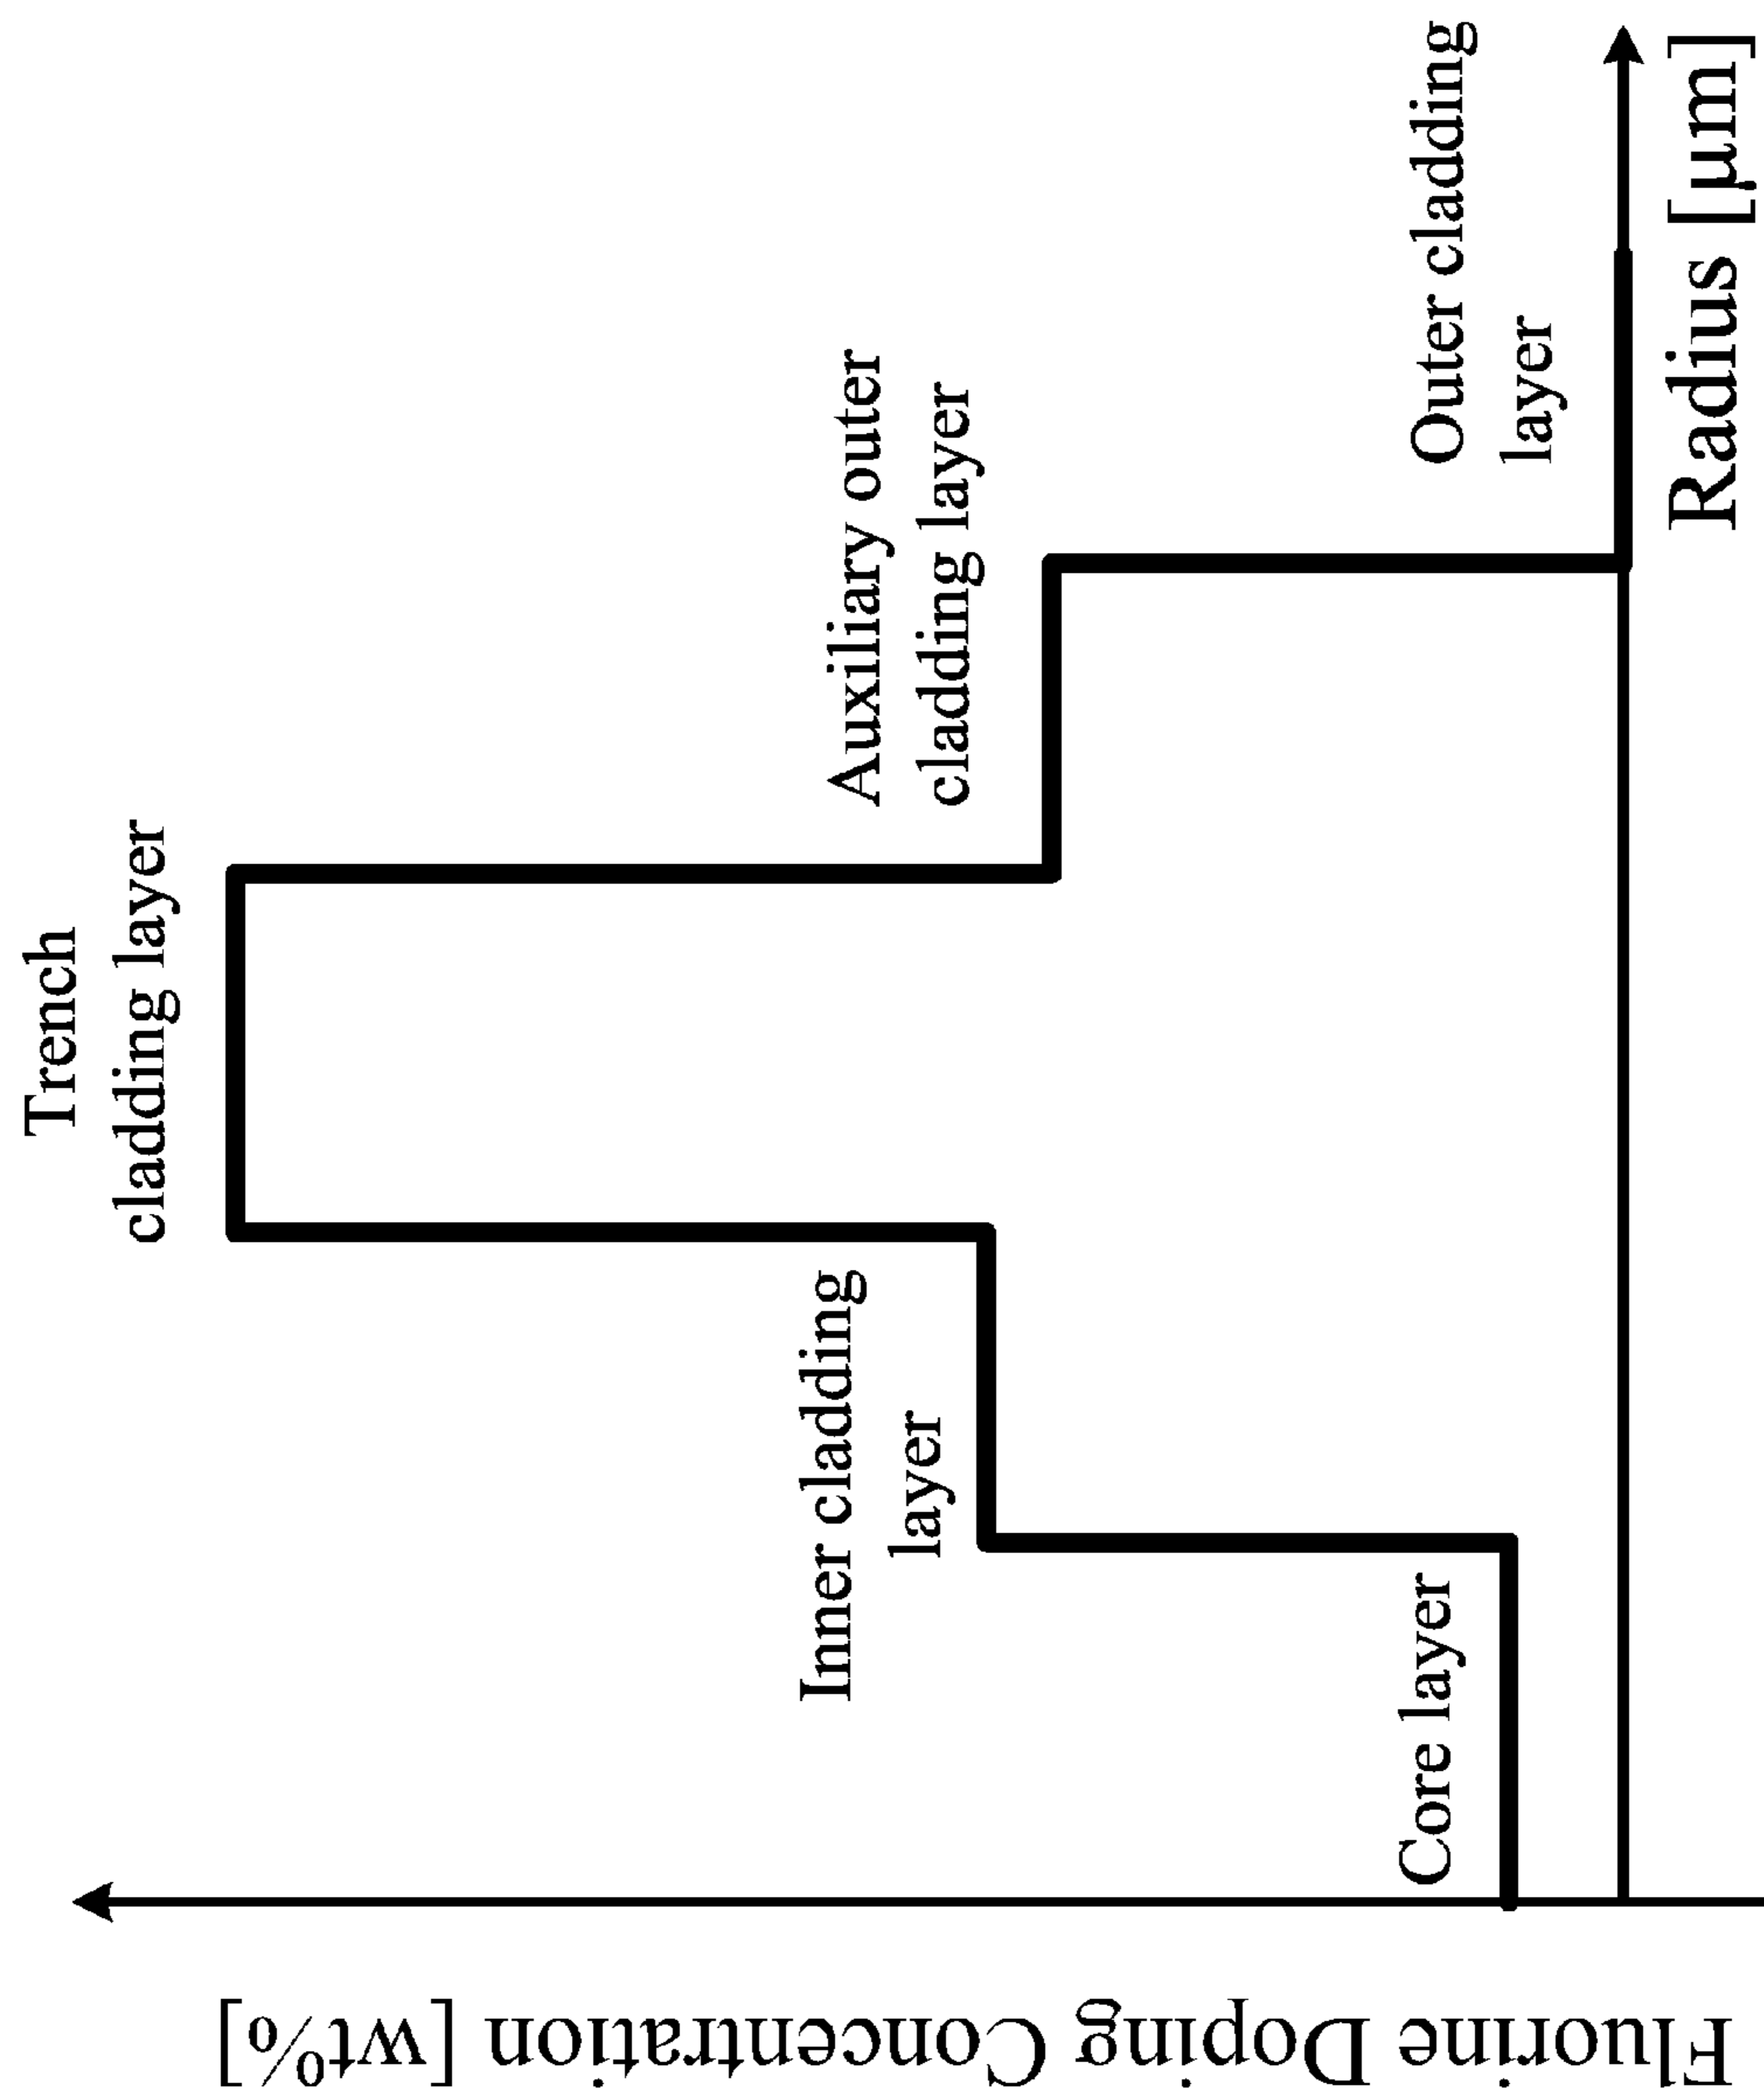 Fluorine Doping Concentration [wt%]
Trench
cladding layer
Inner cladding
layer
Auxiliary outer
cladding layer
Core layer
Outer cladding
layer
Radius [μm]